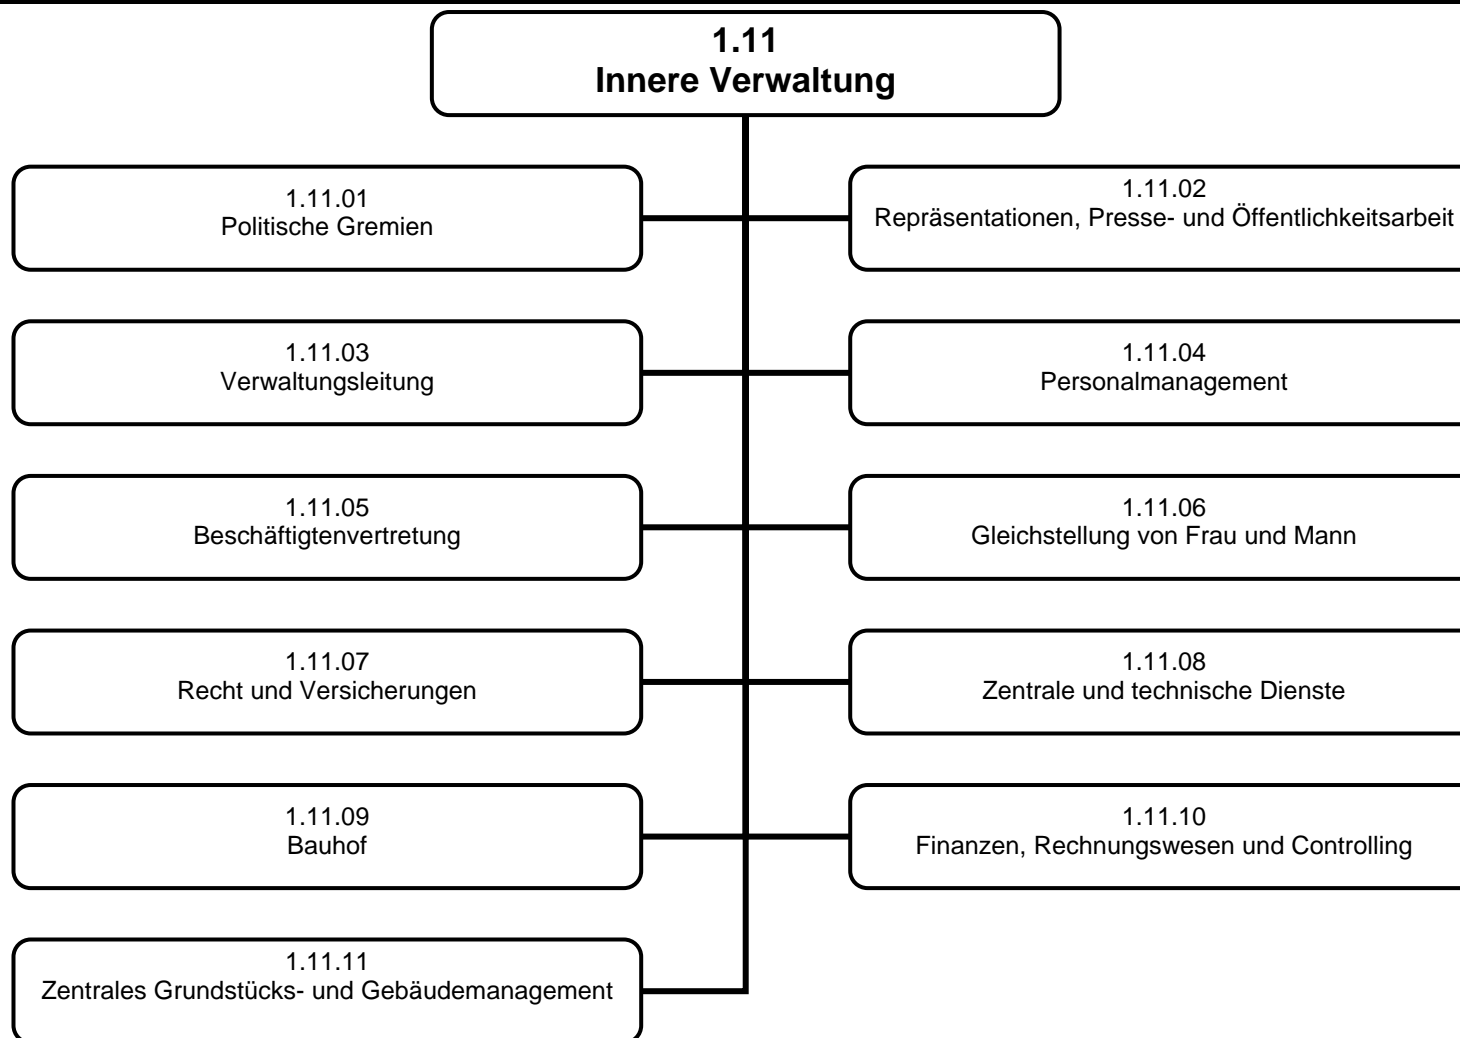 1.11
Innere Verwaltung
1.11.01
Politische Gremien
1.11.02
Repräsentationen, Presse- und Öffentlichkeitsarbeit
1.11.03
Verwaltungsleitung
1.11.04
Personalmanagement
1.11.05
Beschäftigtenvertretung
1.11.06
Gleichstellung von Frau und Mann
1.11.07
Recht und Versicherungen
1.11.08
Zentrale und technische Dienste
1.11.09
Bauhof
1.11.10
Finanzen, Rechnungswesen und Controlling
1.11.11
Zentrales Grundstücks- und Gebäudemanagement